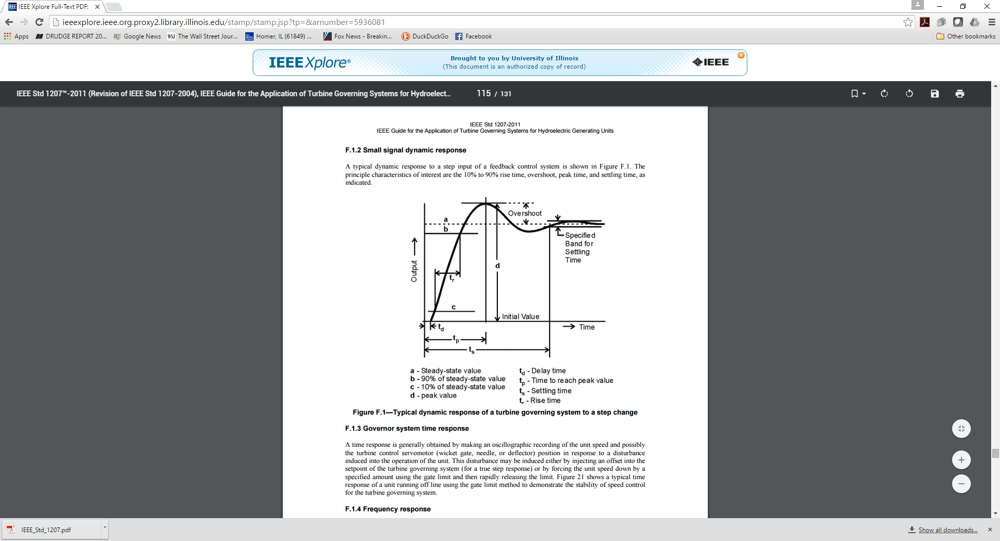 IEEE IEEE Xplore Full-Text PDF:
ieeexplore.ieee.org.proxy2.library.illinois.edu/stamp/stamp.jsp?tp=&arnumber=5936081
Apps DR DRUDGE REPORT 20... Google News WSJ The Wall Street Jour... Homer, IL (61849) ... Fox News - Breakin... DuckDuckGo Facebook Other bookmarks
IEEE Xplore® Brought to you by University of Illinois IEEE
(This document is an authorized copy of record)
IEEE Std 1207™-2011 (Revision of IEEE Std 1207-2004), IEEE Guide for the Application of Turbine Governing Systems for Hydroelect... 115 / 131
IEEE Std 1207-2011
IEEE Guide for the Application of Turbine Governing Systems for Hydroelectric Generating Units
F.1.2 Small signal dynamic response
A typical dynamic response to a step input of a feedback control system is shown in Figure F.1. The
principle characteristics of interest are the 10% to 90% rise time, overshoot, peak time, and settling time, as
indicated.
Overshoot
a
b
Specified
Band for
Settling
Time
d
Output
tr
c
Initial Value
td
Time
tp
ts
a - Steady-state value
b - 90% of steady-state value
c - 10% of steady-state value
d - peak value
td - Delay time
tp - Time to reach peak value
ts - Settling time
tr - Rise time
Figure F.1—Typical dynamic response of a turbine governing system to a step change
F.1.3 Governor system time response
A time response is generally obtained by making an oscillographic recording of the unit speed and possibly
the turbine control servomotor (wicket gate, needle, or deflector) position in response to a disturbance
induced into the operation of the unit. This disturbance may be induced either by injecting an offset into the
setpoint of the turbine governing system (for a true step response) or by forcing the unit speed down by a
specified amount using the gate limit and then rapidly releasing the limit. Figure 21 shows a typical time
response of a unit running off line using the gate limit method to demonstrate the stability of speed control
for the turbine governing system.
F.1.4 Frequency response
IEEE_Std_1207.pdf
Show all downloads...